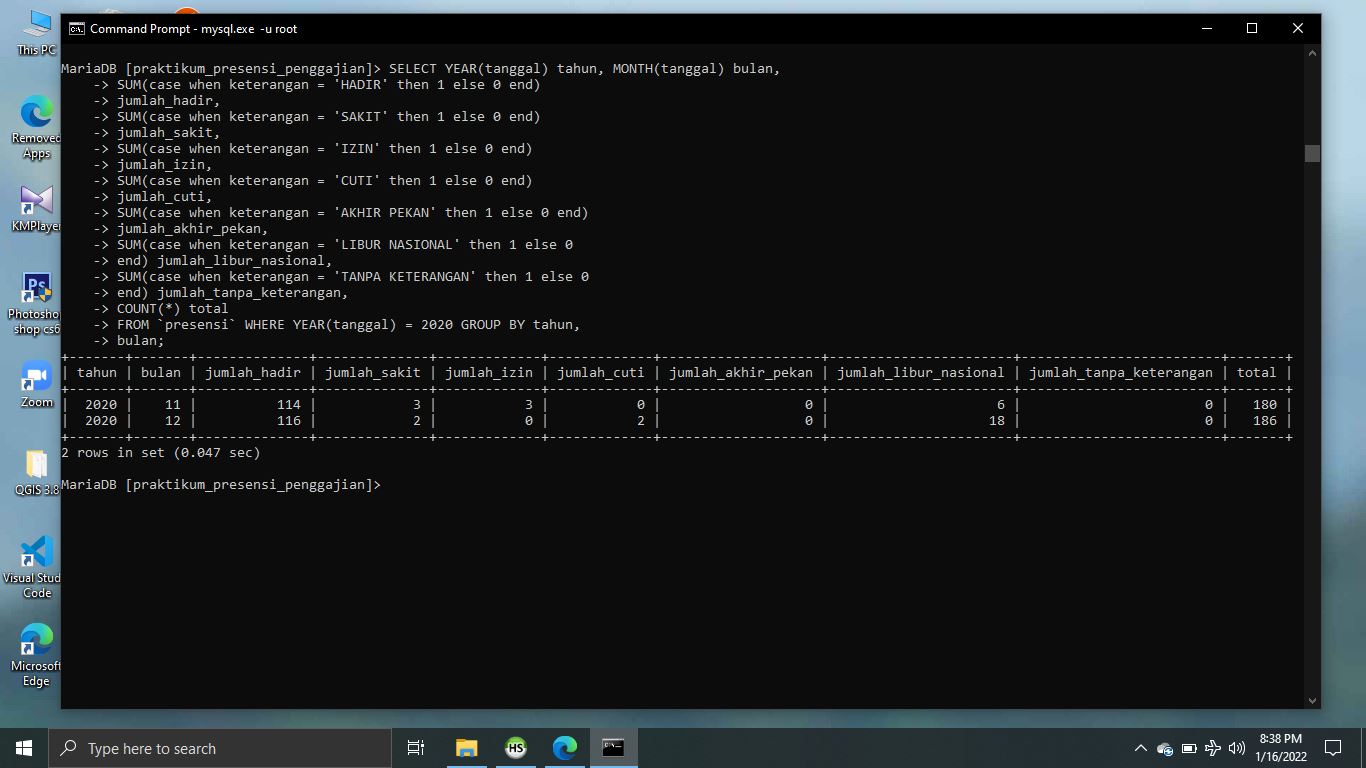 This PC
Removed Apps
KMPlayer
Photosho
shop cs6
Zoom
QGIS 3.8
Visual Stud
Code
Microsoft
Edge
Command Prompt - mysql.exe -u root
MariaDB [praktikum_presensi_penggajian]> SELECT YEAR(tanggal) tahun, MONTH(tanggal) bulan,
-> SUM(case when keterangan = 'HADIR' then 1 else 0 end)
-> jumlah_hadir,
-> SUM(case when keterangan = 'SAKIT' then 1 else 0 end)
-> jumlah_sakit,
-> SUM(case when keterangan = 'IZIN' then 1 else 0 end)
-> jumlah_izin,
-> SUM(case when keterangan = 'CUTI' then 1 else 0 end)
-> jumlah_cuti,
-> SUM(case when keterangan = 'AKHIR PEKAN' then 1 else 0 end)
-> jumlah_akhir_pekan,
-> SUM(case when keterangan = 'LIBUR NASIONAL' then 1 else 0
-> end) jumlah_libur_nasional,
-> SUM(case when keterangan = 'TANPA KETERANGAN' then 1 else 0
-> end) jumlah_tanpa_keterangan,
-> COUNT(*) total
-> FROM `presensi` WHERE YEAR(tanggal) = 2020 GROUP BY tahun,
-> bulan;
| tahun | bulan | jumlah_hadir | jumlah_sakit | jumlah_izin | jumlah_cuti | jumlah_akhir_pekan | jumlah_libur_nasional | jumlah_tanpa_keterangan | total |
| 2020 | 11 | 114 | 3 | 3 | 0 | 0 | 6 | 0 | 180 |
| 2020 | 12 | 116 | 2 | 0 | 2 | 0 | 18 | 0 | 186 |
2 rows in set (0.047 sec)
MariaDB [praktikum_presensi_penggajian]>
Type here to search
HS
8:38 PM
1/16/2022